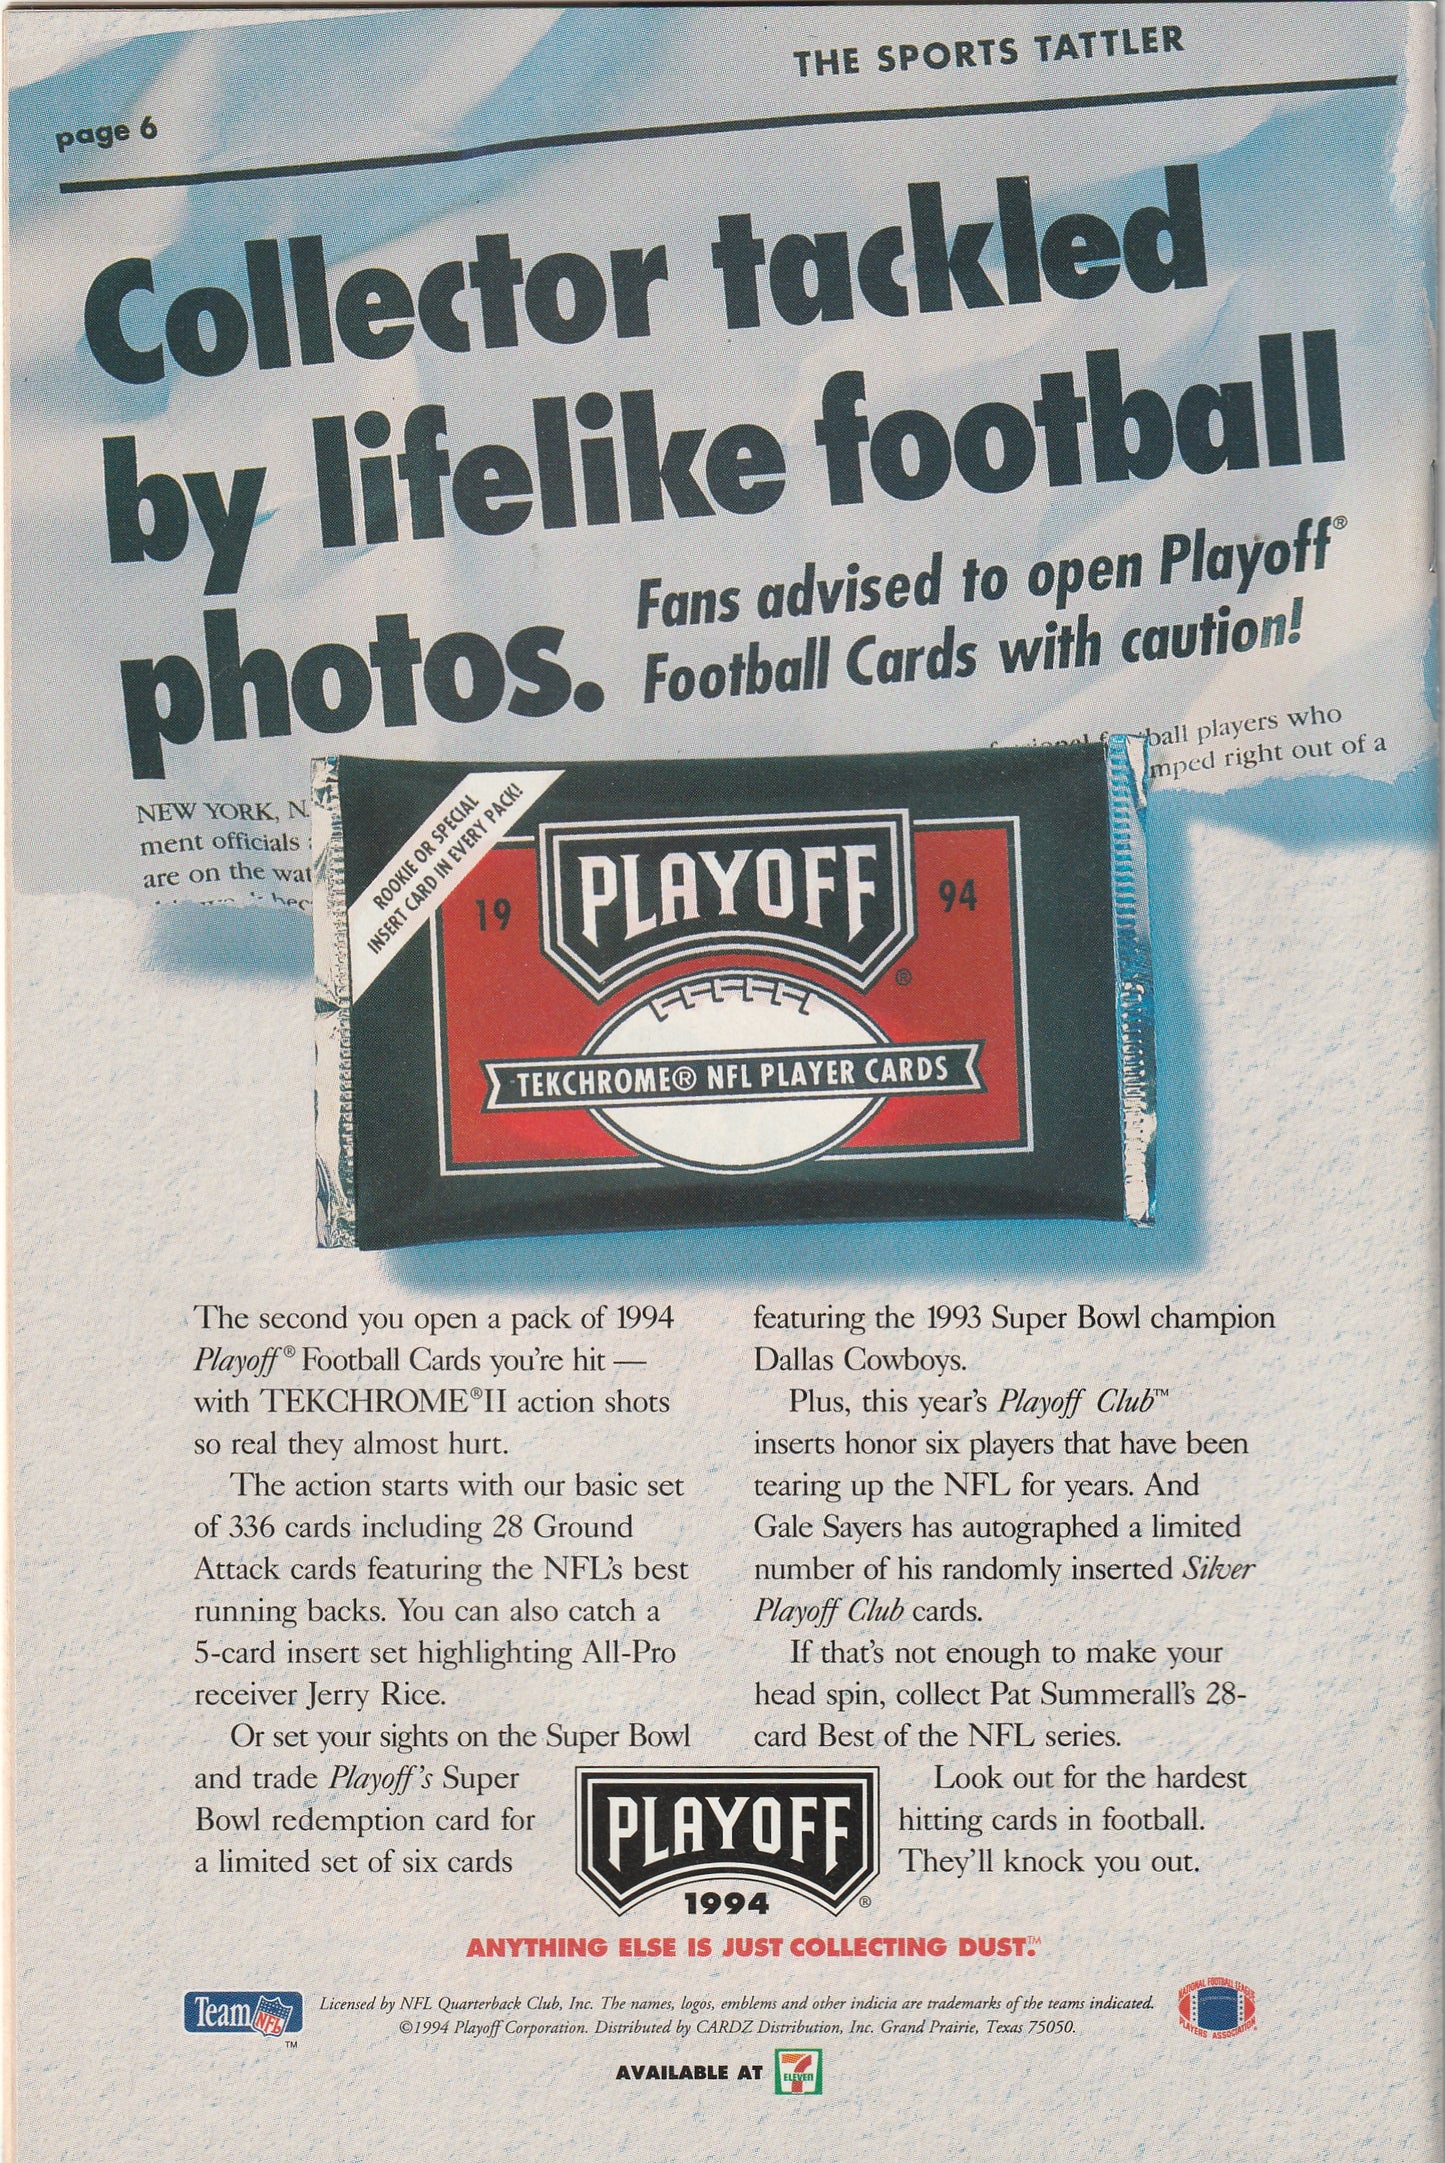 THE SPORTS TATTLER
page 6
Collector tackled
by lifelike football
photos.
Fans advised to open Playoff®
Football Cards with caution!
NEW YORK, N.
ment officials
are on the
ball players who
right out of a
ROOKIE OR SPECIAL
INSERT CARD IN EVERY PACK!
19 PLAYOFF 94
®
TEKCHROME® NFL PLAYER CARDS
The second you open a pack of 1994
Playoff® Football Cards you're hit —
with TEKCHROME®II action shots
so real they almost hurt.
The action starts with our basic set
of 336 cards including 28 Ground
Attack cards featuring the NFL's best
running backs. You can also catch a
5-card insert set highlighting All-Pro
receiver Jerry Rice.
Or set your sights on the Super Bowl
and trade Playoff's Super
Bowl redemption card for
a limited set of six cards
featuring the 1993 Super Bowl champion
Dallas Cowboys.
Plus, this year's Playoff Club™
inserts honor six players that have been
tearing up the NFL for years. And
Gale Sayers has autographed a limited
number of his randomly inserted Silver
Playoff Club cards.
If that's not enough to make your
head spin, collect Pat Summerall's 28-
card Best of the NFL series.
Look out for the hardest
hitting cards in football.
They'll knock you out.
PLAYOFF
1994 ®
ANYTHING ELSE IS JUST COLLECTING DUST.™
Team NFL ™
Licensed by NFL Quarterback Club, Inc. The names, logos, emblems and other indicia are trademarks of the teams indicated.
©1994 Playoff Corporation. Distributed by CARDZ Distribution, Inc. Grand Prairie, Texas 75050.
NATIONAL FOOTBALL LEAGUE
PLAYERS ASSOCIATION
AVAILABLE AT 7 ELEVEN